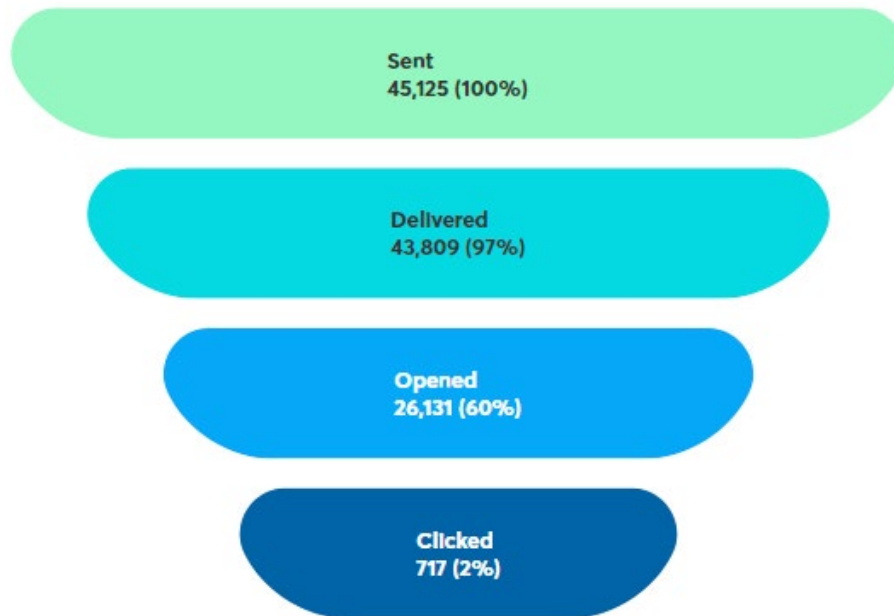 Sent
45,125 (100%)
Delivered
43,809 (97%)
Opened
26,131 (60%)
Clicked
717 (2%)